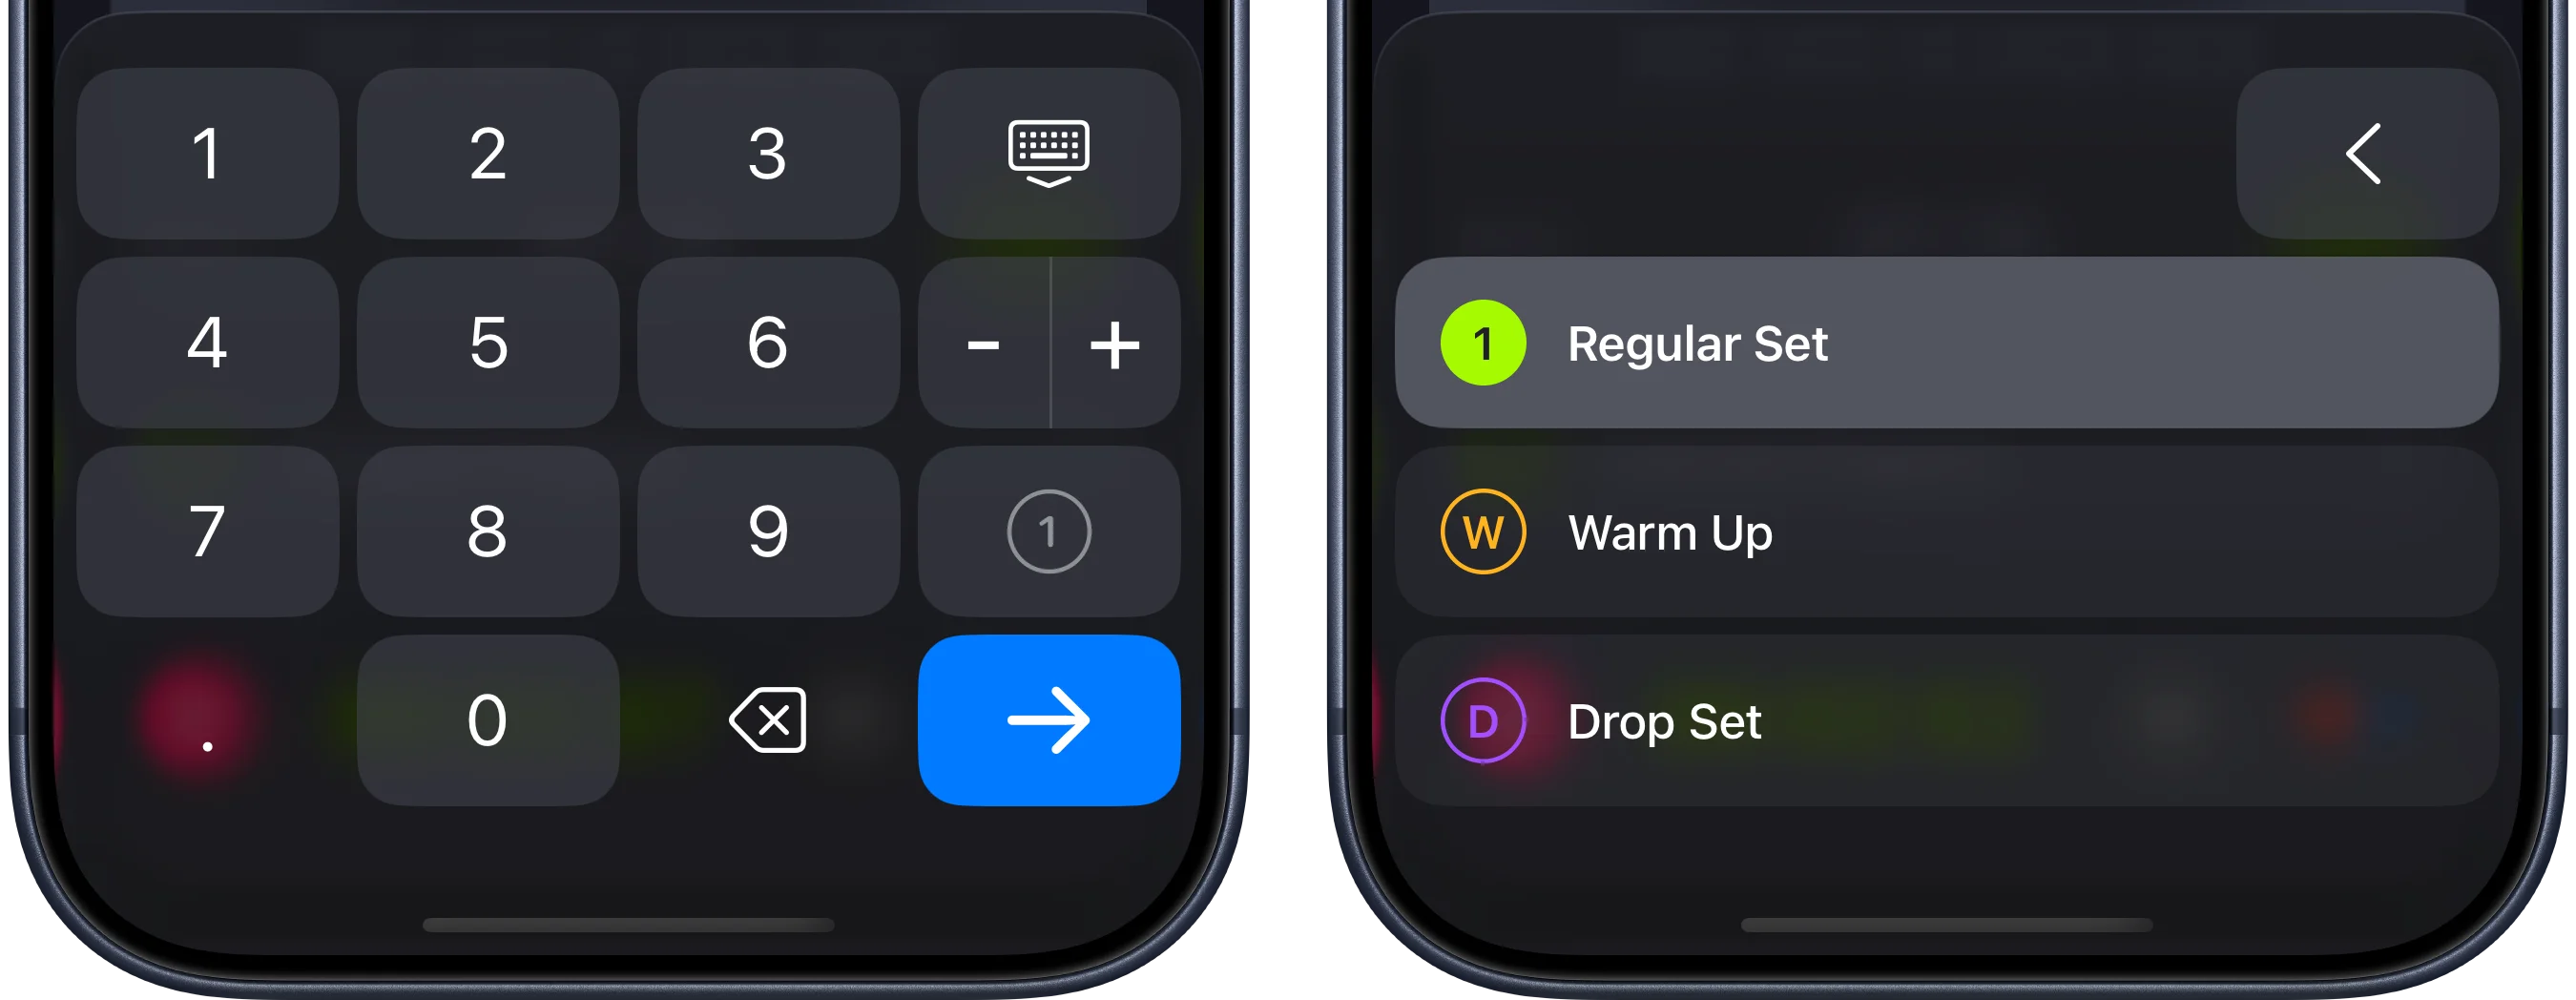 1 2 3
4 5 6 - +
7 8 9 1
. 0
1 Regular Set
W Warm Up
D Drop Set